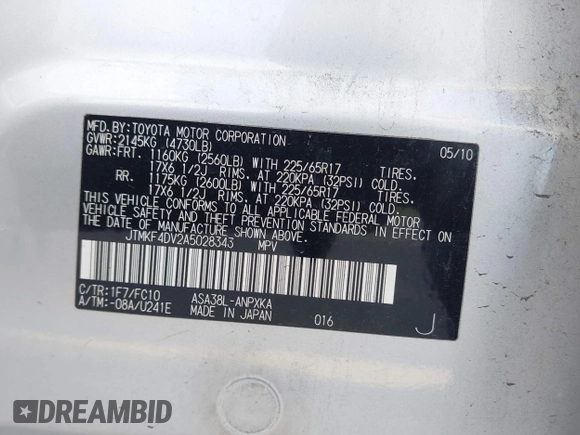 MFD.BY:TOYOTA MOTOR CORPORATION 05/10
GVWR:2145KG (4730LB)
GAWR:FRT. 1160KG (2560LB) WITH 225/65R17 TIRES.
17X6 1/2J RIMS AT 220KPA (32PSI) COLD.
RR. 1175KG (2600LB) WITH 225/65R17 TIRES.
17X6 1/2J RIMS AT 220KPA (32PSI) COLD.
THIS VEHICLE CONFORMS TO ALL APPLICABLE FEDERAL MOTOR
VEHICLE SAFETY AND THEFT PREVENTION STANDARDS IN EFFECT ON
THE DATE OF MANUFACTURE SHOWN ABOVE.
JTMKF4DV2A5028343 MPV
C/TR:1F7/FC10 ASA38L-ANPXKA
A/TM:-08A/U241E MADE IN JAPAN 016 J
DREAMBID